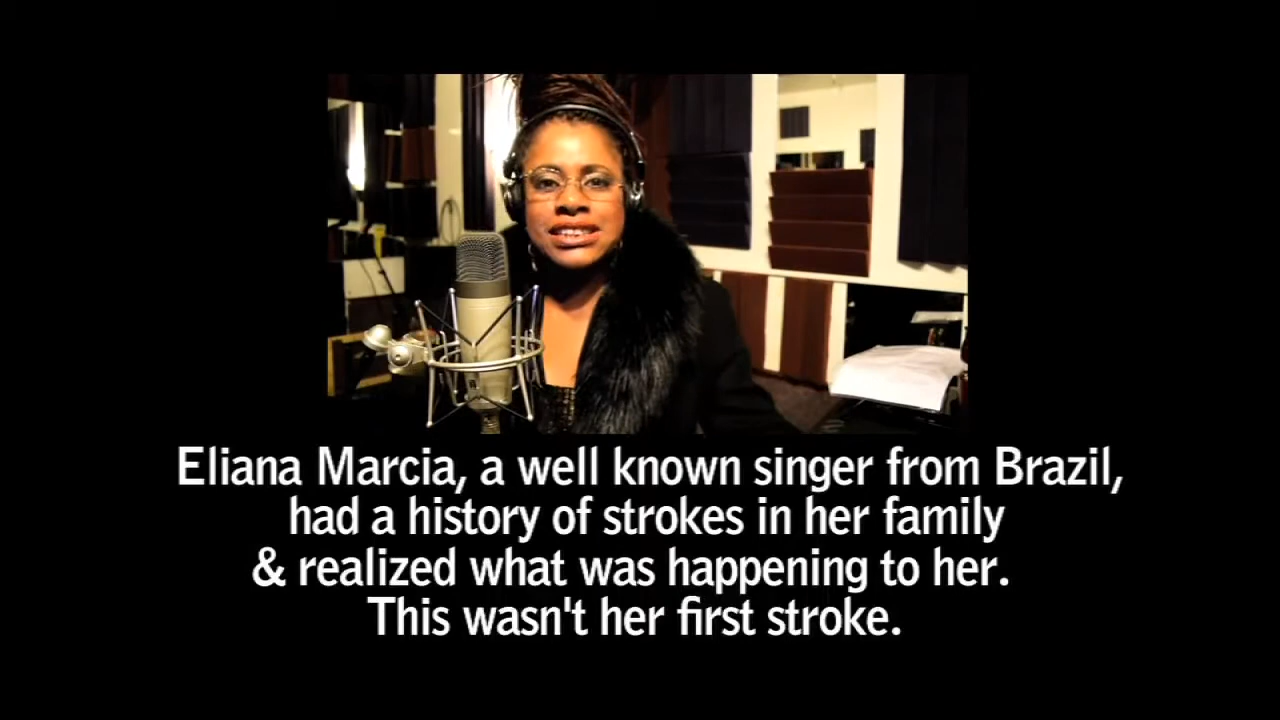 Eliana Marcia, a well known singer from Brazil,
had a history of strokes in her family
& realized what was happening to her.
This wasn't her first stroke.